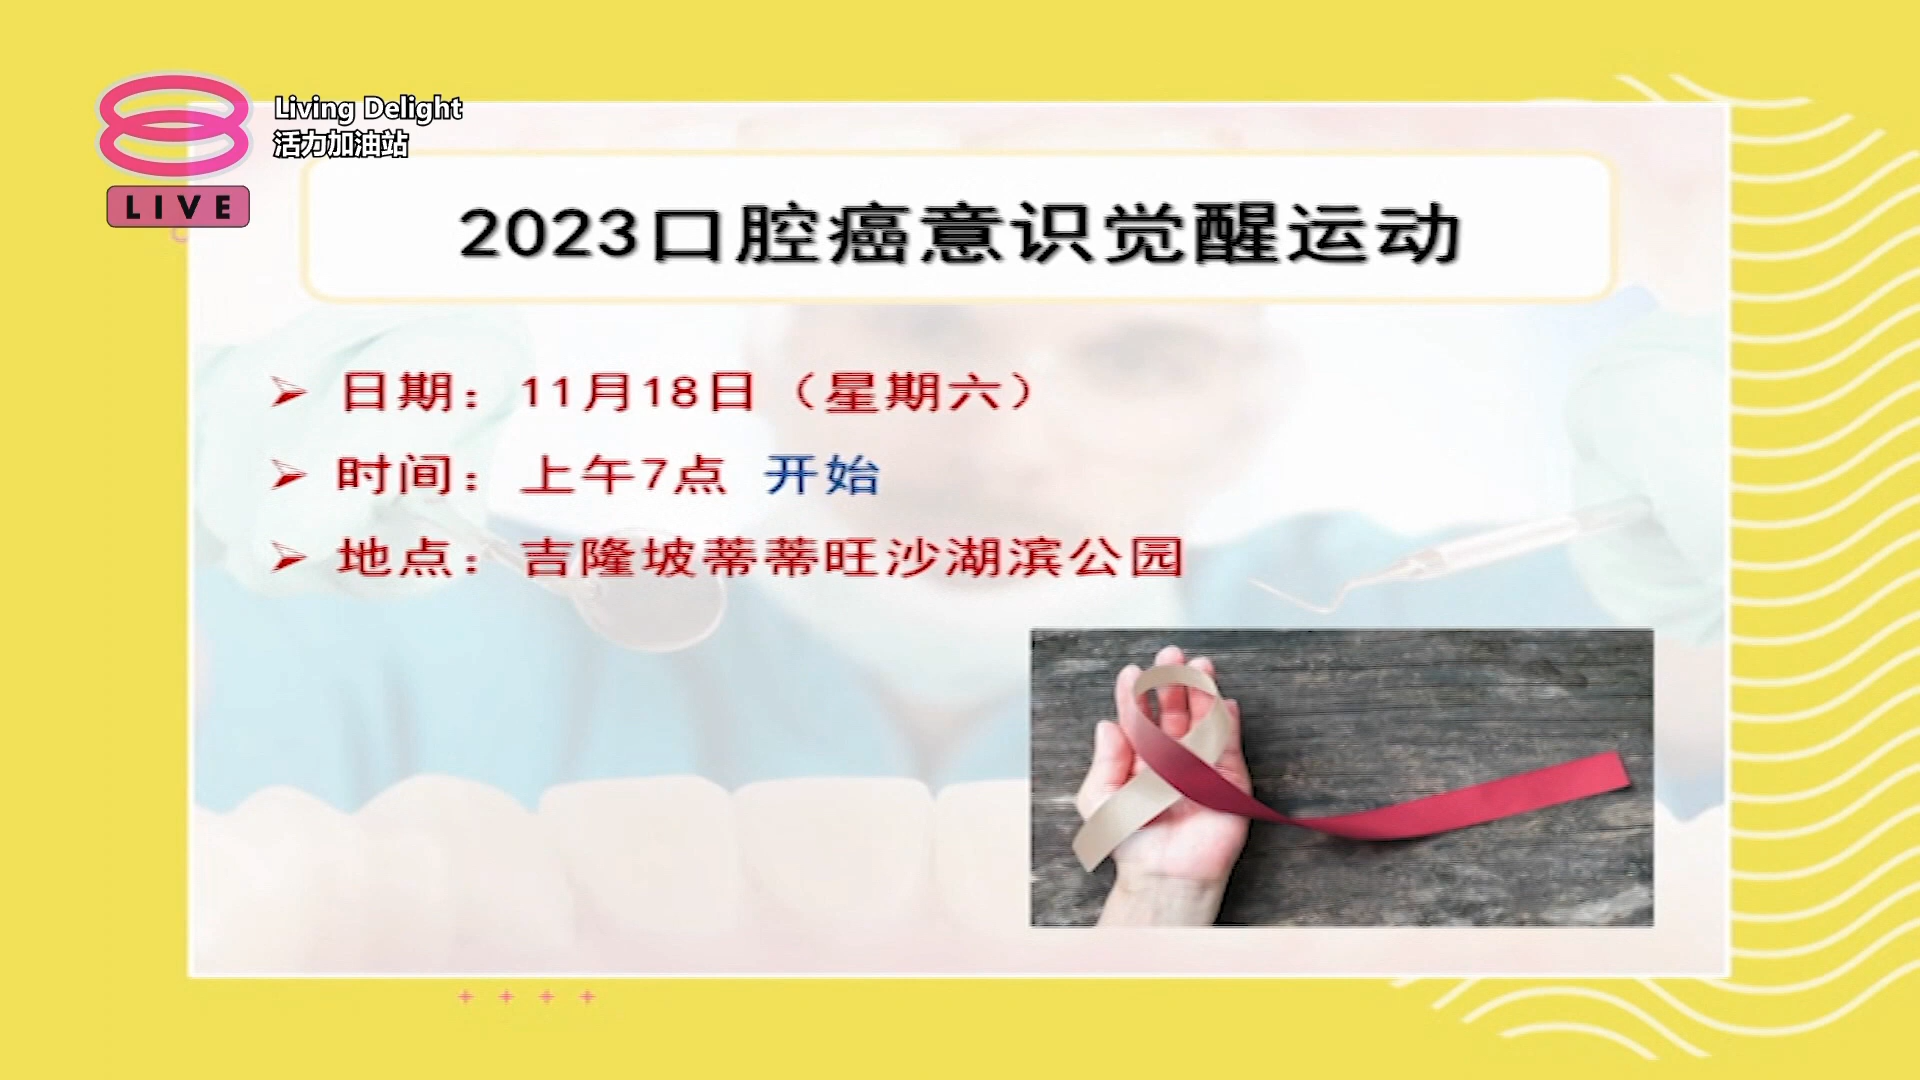 Living Delight
活力加油站
LIVE
2023口腔癌意识觉醒运动
日期：11月18日（星期六）
时间：上午7点 开始
地点：吉隆坡蒂蒂旺沙湖滨公园